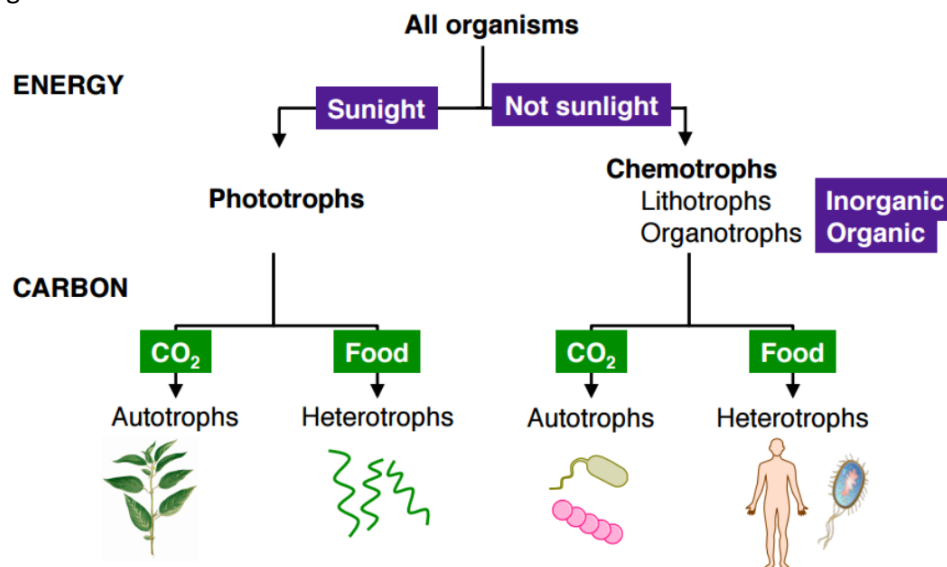 All organisms
ENERGY
Sunight
Not sunlight
Phototrophs
Chemotrophs
Lithotrophs Inorganic
Organotrophs Organic
CARBON
CO₂ Food CO₂ Food
Autotrophs Heterotrophs Autotrophs Heterotrophs